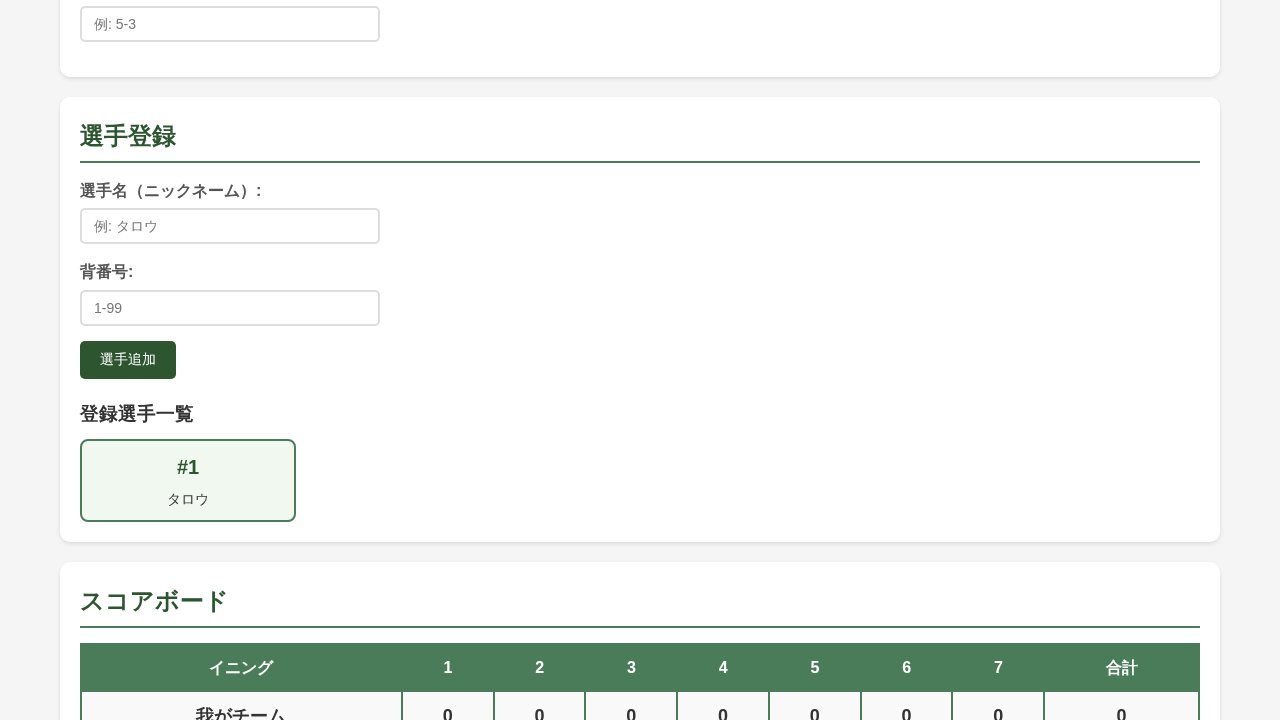 例: 5-3
選手登録
選手名（ニックネーム）:
例: タロウ
背番号:
1-99
選手追加
登録選手一覧
#1
タロウ
スコアボード
イニング 1 2 3 4 5 6 7 合計
我がチーム 0 0 0 0 0 0 0 0